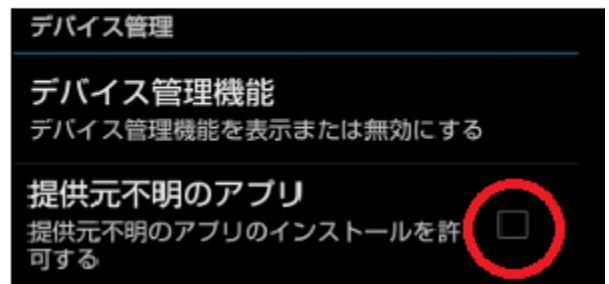 デバイス管理
デバイス管理機能
デバイス管理機能を表示または無効にする
提供元不明のアプリ
提供元不明のアプリのインストールを許
可する